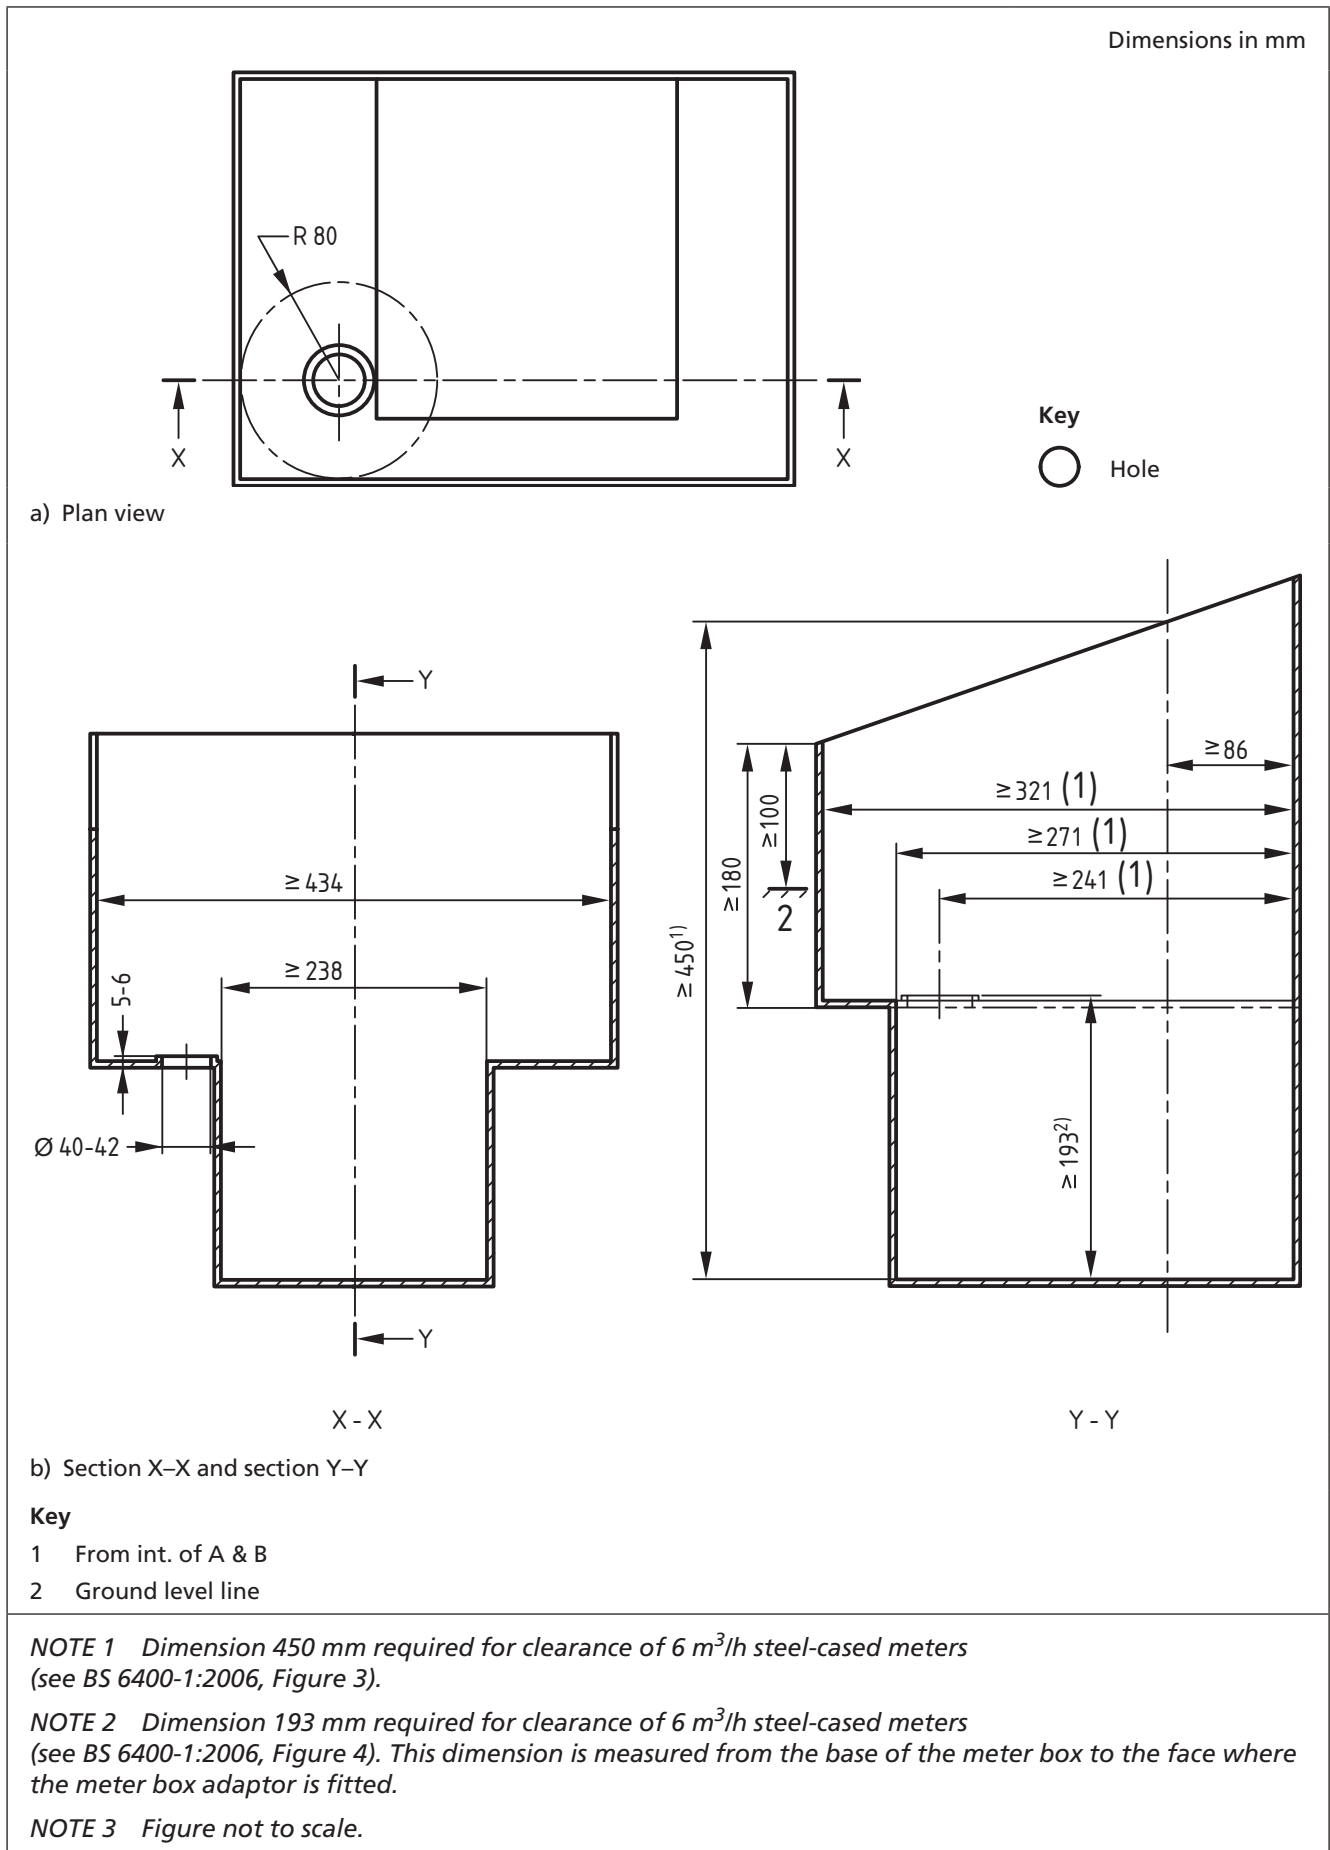 Dimensions in mm
R 80
X
X
Key
Hole
a) Plan view
Y
≥ 434
≥ 238
5-6
Ø 40-42
Y
X - X
≥ 86
≥ 321 (1)
≥ 271 (1)
≥ 241 (1)
≥ 100
≥ 180
2
≥ 450¹⁾
≥ 193²⁾
Y - Y
b) Section X–X and section Y–Y
Key
1 From int. of A & B
2 Ground level line
NOTE 1 Dimension 450 mm required for clearance of 6 m³/h steel-cased meters
(see BS 6400-1:2006, Figure 3).
NOTE 2 Dimension 193 mm required for clearance of 6 m³/h steel-cased meters
(see BS 6400-1:2006, Figure 4). This dimension is measured from the base of the meter box to the face where
the meter box adaptor is fitted.
NOTE 3 Figure not to scale.